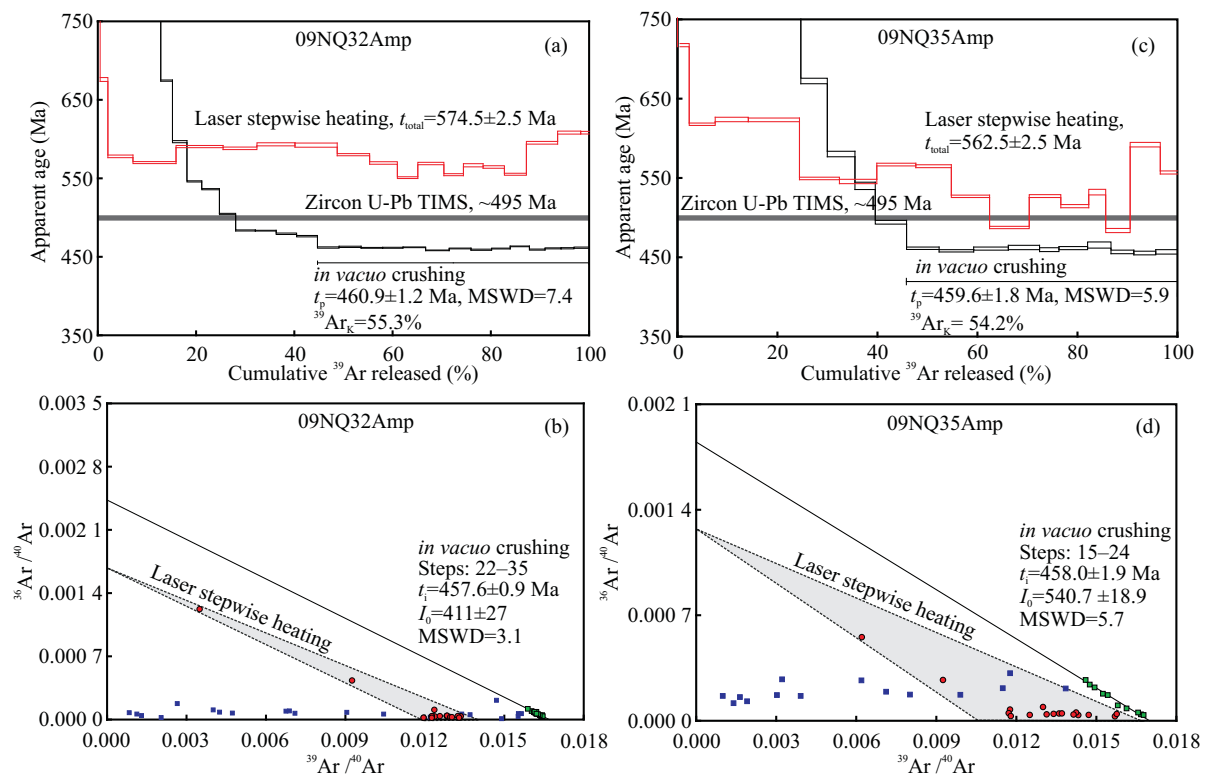 09NQ32Amp
(a)
750
650
550
450
350
Apparent age (Ma)
Laser stepwise heating, t_total=574.5±2.5 Ma
Zircon U-Pb TIMS, ~495 Ma
in vacuo crushing
t_p=460.9±1.2 Ma, MSWD=7.4
³⁹Ar_K=55.3%
0 20 40 60 80 100
Cumulative ³⁹Ar released (%)
09NQ35Amp
(c)
750
650
550
450
350
Apparent age (Ma)
Laser stepwise heating,
t_total=562.5±2.5 Ma
Zircon U-Pb TIMS, ~495 Ma
in vacuo crushing
t_p=459.6±1.8 Ma, MSWD=5.9
³⁹Ar_K= 54.2%
0 20 40 60 80 100
Cumulative ³⁹Ar released (%)
09NQ32Amp
(b)
0.003 5
0.002 8
0.002 1
0.001 4
0.000 7
0.000 0
³⁶Ar /⁴⁰Ar
Laser stepwise heating
in vacuo crushing
Steps: 22–35
t_i=457.6±0.9 Ma
I_0=411±27
MSWD=3.1
0.000 0.003 0.006 0.009 0.012 0.015 0.018
³⁹Ar /⁴⁰Ar
09NQ35Amp
(d)
0.002 1
0.001 4
0.000 7
0.000 0
³⁶Ar /⁴⁰Ar
Laser stepwise heating
in vacuo crushing
Steps: 15–24
t_i=458.0±1.9 Ma
I_0=540.7 ±18.9
MSWD=5.7
0.000 0.003 0.006 0.009 0.012 0.015 0.018
³⁹Ar /⁴⁰Ar